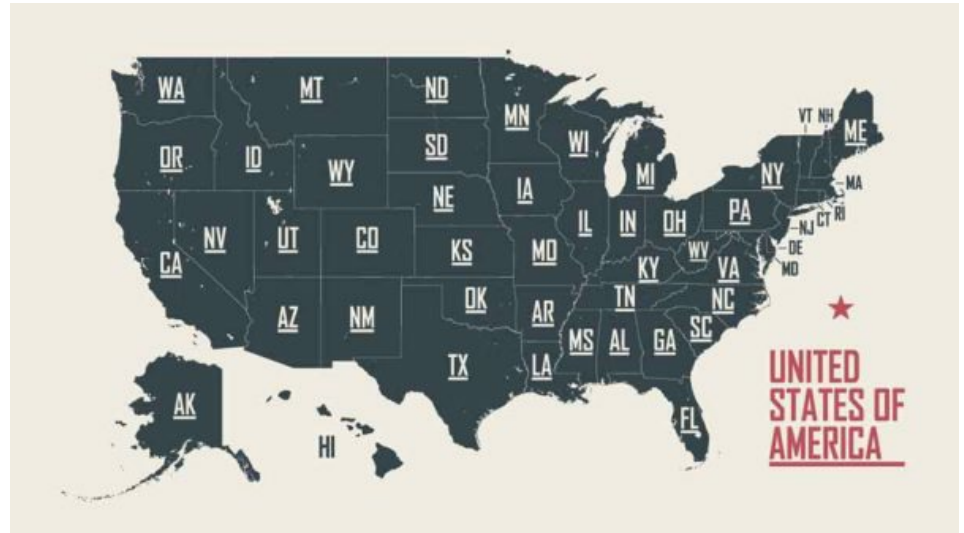 WA
MT
ND
MN
VT NH
ME
OR
ID
WY
SD
WI
MI
NY
MA
NV
UT
CO
NE
IA
IL
IN
OH
PA
CT
RI
NJ
DE
MD
CA
KS
MO
KY
WV
VA
AZ
NM
OK
AR
TN
NC
SC
TX
LA
MS
AL
GA
FL
AK
HI
UNITED
STATES OF
AMERICA